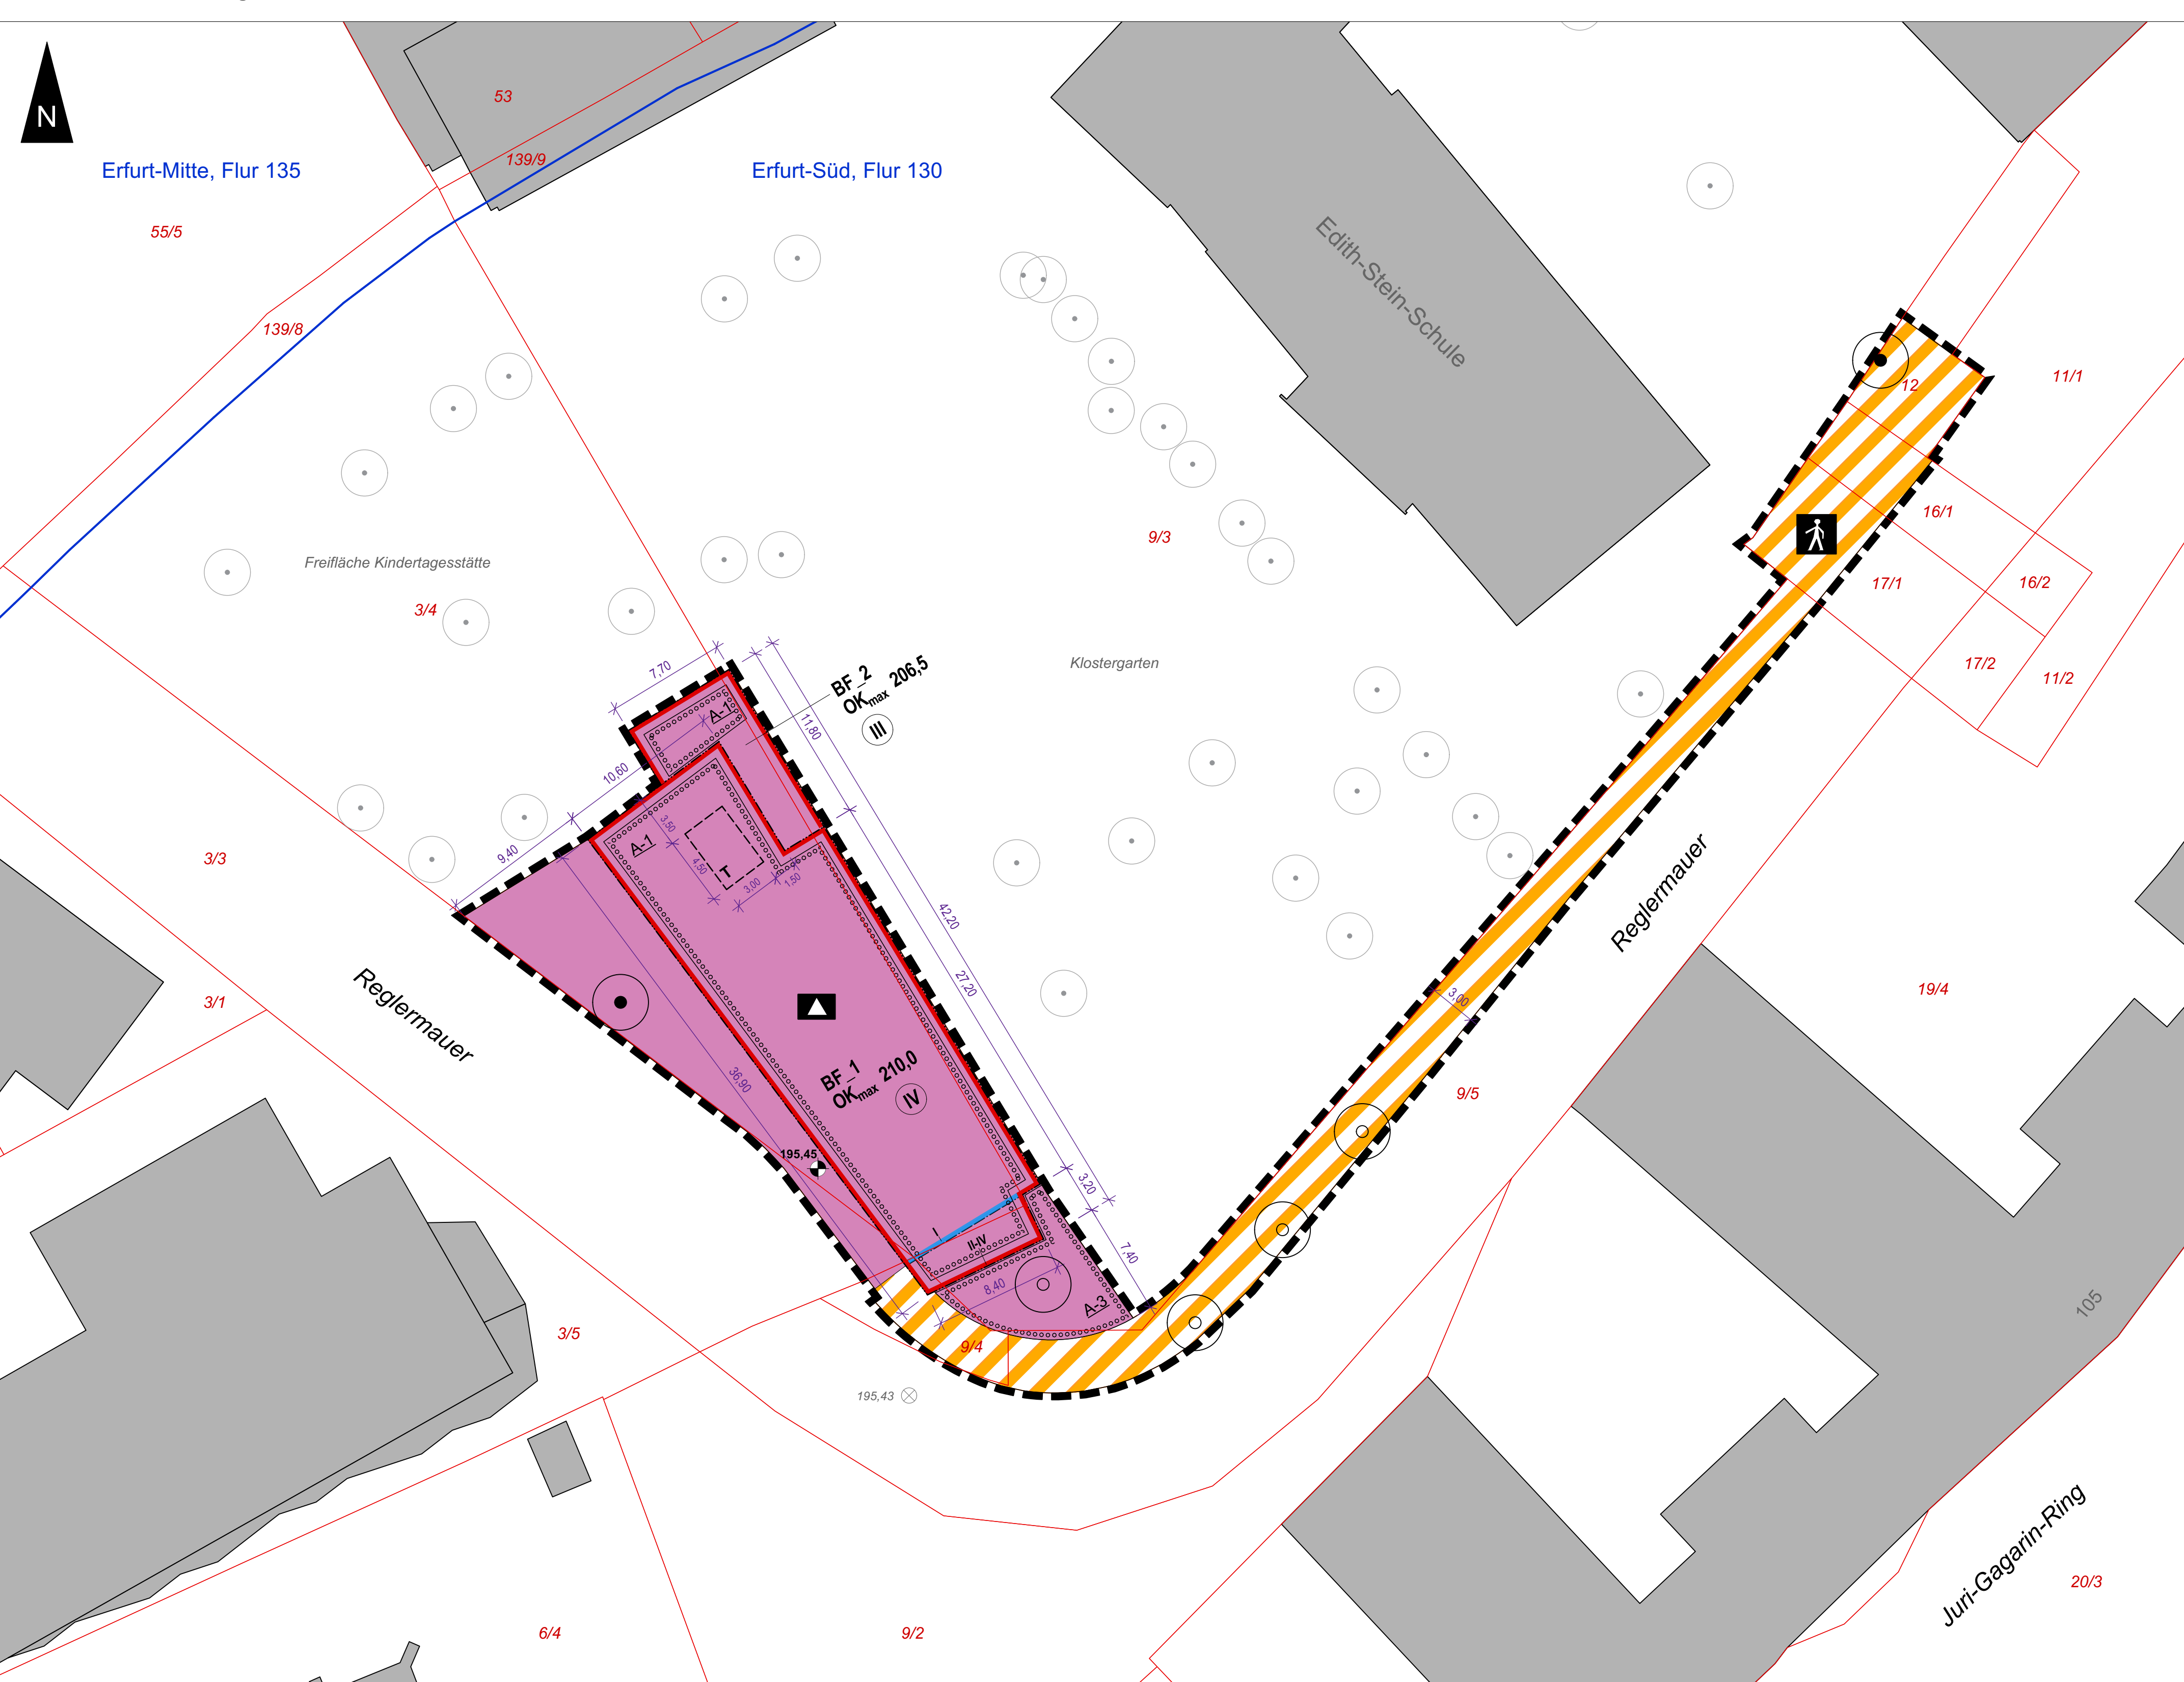 N
53
139/9
Erfurt-Mitte, Flur 135
Erfurt-Süd, Flur 130
55/5
Edith-Stein-Schule
139/8
11/1
12
16/1
9/3
Freifläche Kindertagesstätte
3/4
17/1
16/2
Klostergarten
17/2
11/2
7,70
BF_2
OKmax 206,5
III
A-1
11,80
10,60
3,50
A-1
9,40
4,50
T
3,00
1,50
3/3
42,20
Reglermauer
27,20
3,00
19/4
3/1
Reglermauer
36,90
BF_1
OKmax 210,0
IV
9/5
195,45
3,20
I
II-IV
7,40
8,40
A-3
105
3/5
9/4
195,43
Juri-Gagarin-Ring
20/3
6/4
9/2